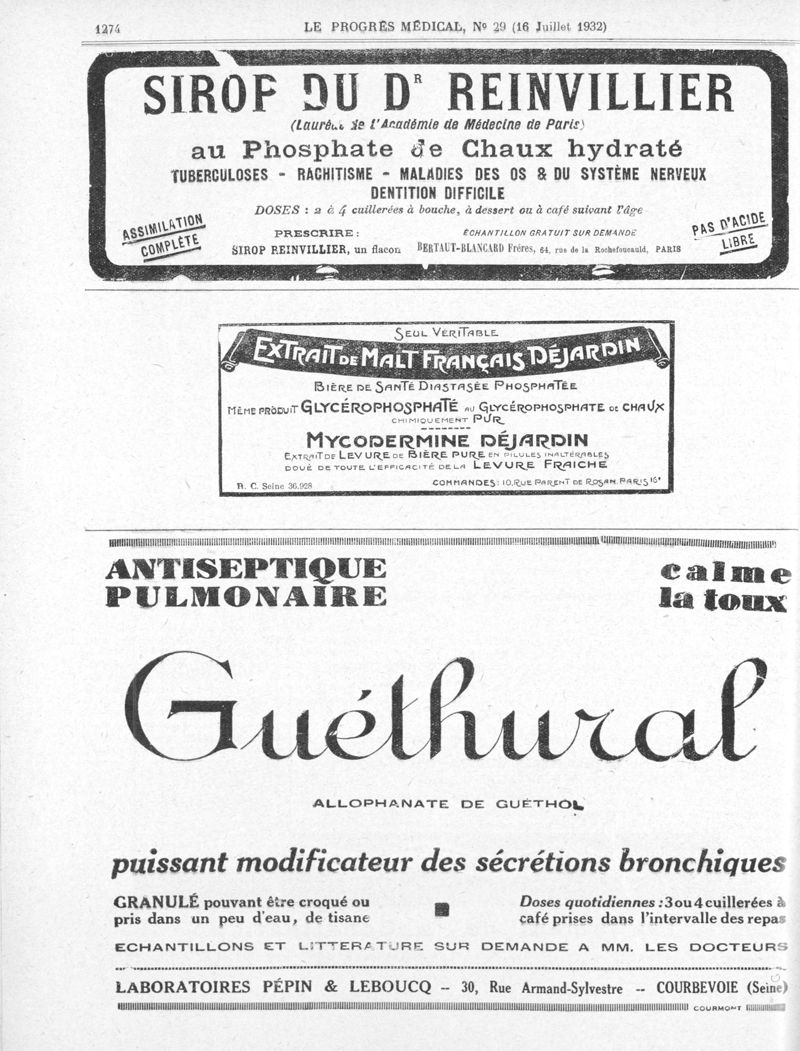 1274
LE PROGRÈS MÉDICAL, Nº 29 (16 Juillet 1932)
SIROP DU Dʳ REINVILLIER
(Lauréat de l'Académie de Médecine de Paris)
au Phosphate de Chaux hydraté
TUBERCULOSES - RACHITISME - MALADIES DES OS & DU SYSTÈME NERVEUX
DENTITION DIFFICILE
DOSES : 2 à 4 cuillerées à bouche, à dessert ou à café suivant l'âge
ASSIMILATION
COMPLÈTE
PRESCRIRE :
SIROP REINVILLIER, un flacon
ÉCHANTILLON GRATUIT SUR DEMANDE
BERTAUT-BLANCARD Frères, 64, rue de la Rochefoucauld, PARIS
PAS D'ACIDE
LIBRE
SEUL VÉRITABLE
EXTRAIT DE MALT FRANÇAIS DÉJARDIN
BIÈRE DE SANTÉ DIASTASÉE PHOSPHATÉE
MÊME PRODUIT GLYCÉROPHOSPHATÉ AU GLYCÉROPHOSPHATE DE CHAUX
CHIMIQUEMENT PUR
MYCODERMINE DÉJARDIN
EXTRAIT DE LEVURE DE BIÈRE PURE EN PILULES INALTÉRABLES
DOUÉ DE TOUTE L'EFFICACITÉ DE LA LEVURE FRAICHE
R. C. Seine 36.928
COMMANDES : 10, RUE PARENT DE ROSAN, PARIS 16ᵉ
ANTISEPTIQUE
PULMONAIRE
calme
la toux
Guéthural
ALLOPHANATE DE GUÉTHOL
puissant modificateur des sécrétions bronchiques
GRANULÉ pouvant être croqué ou
pris dans un peu d'eau, de tisane
Doses quotidiennes : 3 ou 4 cuillerées à
café prises dans l'intervalle des repas
ECHANTILLONS ET LITTERATURE SUR DEMANDE A MM. LES DOCTEURS
LABORATOIRES PÉPIN & LEBOUCQ -- 30, Rue Armand-Sylvestre -- COURBEVOIE (Seine)
COURMONT